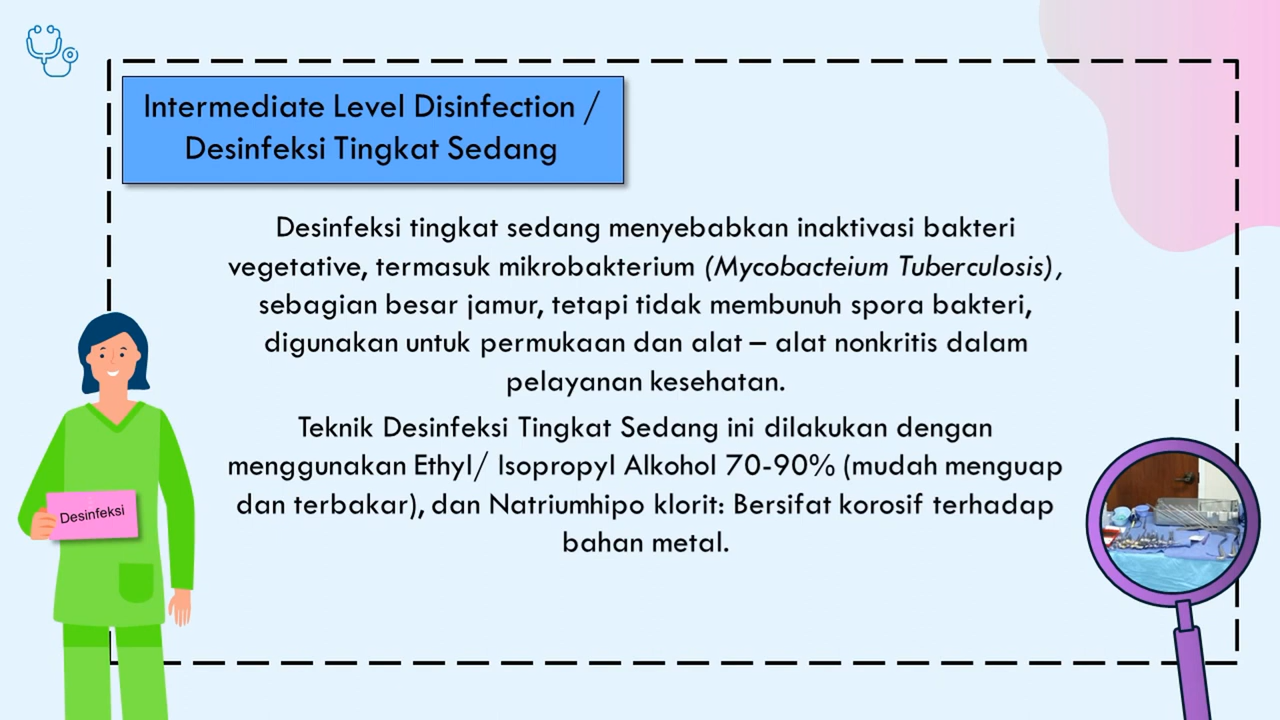 Intermediate Level Disinfection /
Desinfeksi Tingkat Sedang
Desinfeksi tingkat sedang menyebabkan inaktivasi bakteri
vegetative, termasuk mikrobakterium (Mycobacteium Tuberculosis),
sebagian besar jamur, tetapi tidak membunuh spora bakteri,
digunakan untuk permukaan dan alat – alat nonkritis dalam
pelayanan kesehatan.
Teknik Desinfeksi Tingkat Sedang ini dilakukan dengan
menggunakan Ethyl/ Isopropyl Alkohol 70-90% (mudah menguap
dan terbakar), dan Natriumhipo klorit: Bersifat korosif terhadap
bahan metal.
Desinfeksi